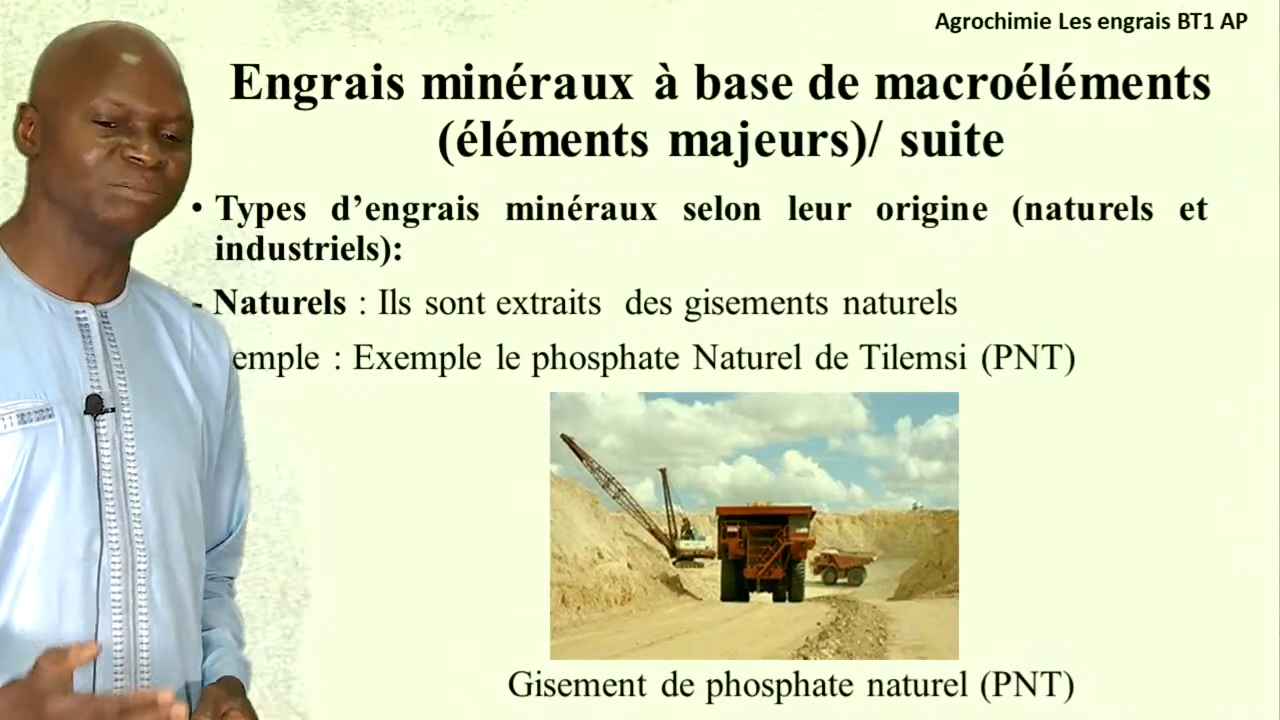 Agrochimie Les engrais BT1 AP
Engrais minéraux à base de macroéléments
(éléments majeurs)/ suite
• Types d’engrais minéraux selon leur origine (naturels et
industriels):
- Naturels : Ils sont extraits des gisements naturels
emple : Exemple le phosphate Naturel de Tilemsi (PNT)
Gisement de phosphate naturel (PNT)